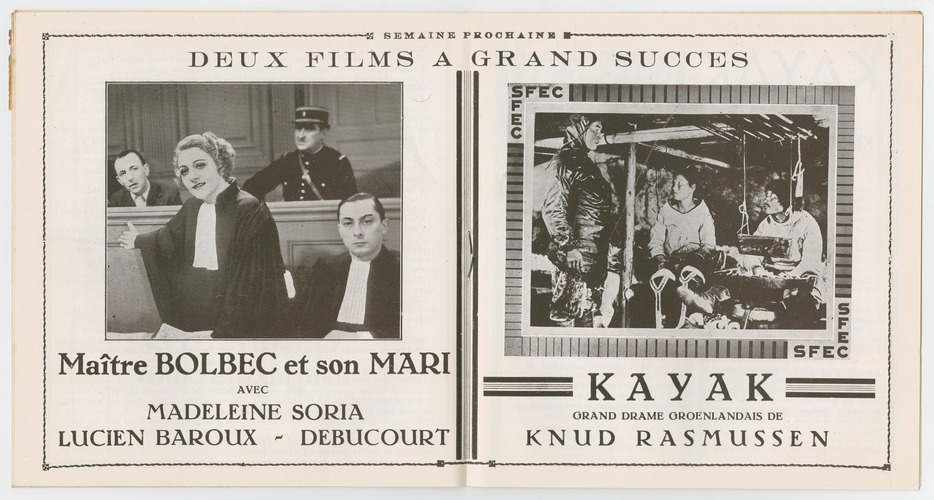 SEMAINE PROCHAINE
DEUX FILMS A GRAND SUCCES
Maître BOLBEC et son MARI
AVEC
MADELEINE SORIA
LUCIEN BAROUX - DEBUCOURT
SFEC
SFEC
SFEC
SFEC
KAYAK
GRAND DRAME GROENLANDAIS DE
KNUD RASMUSSEN